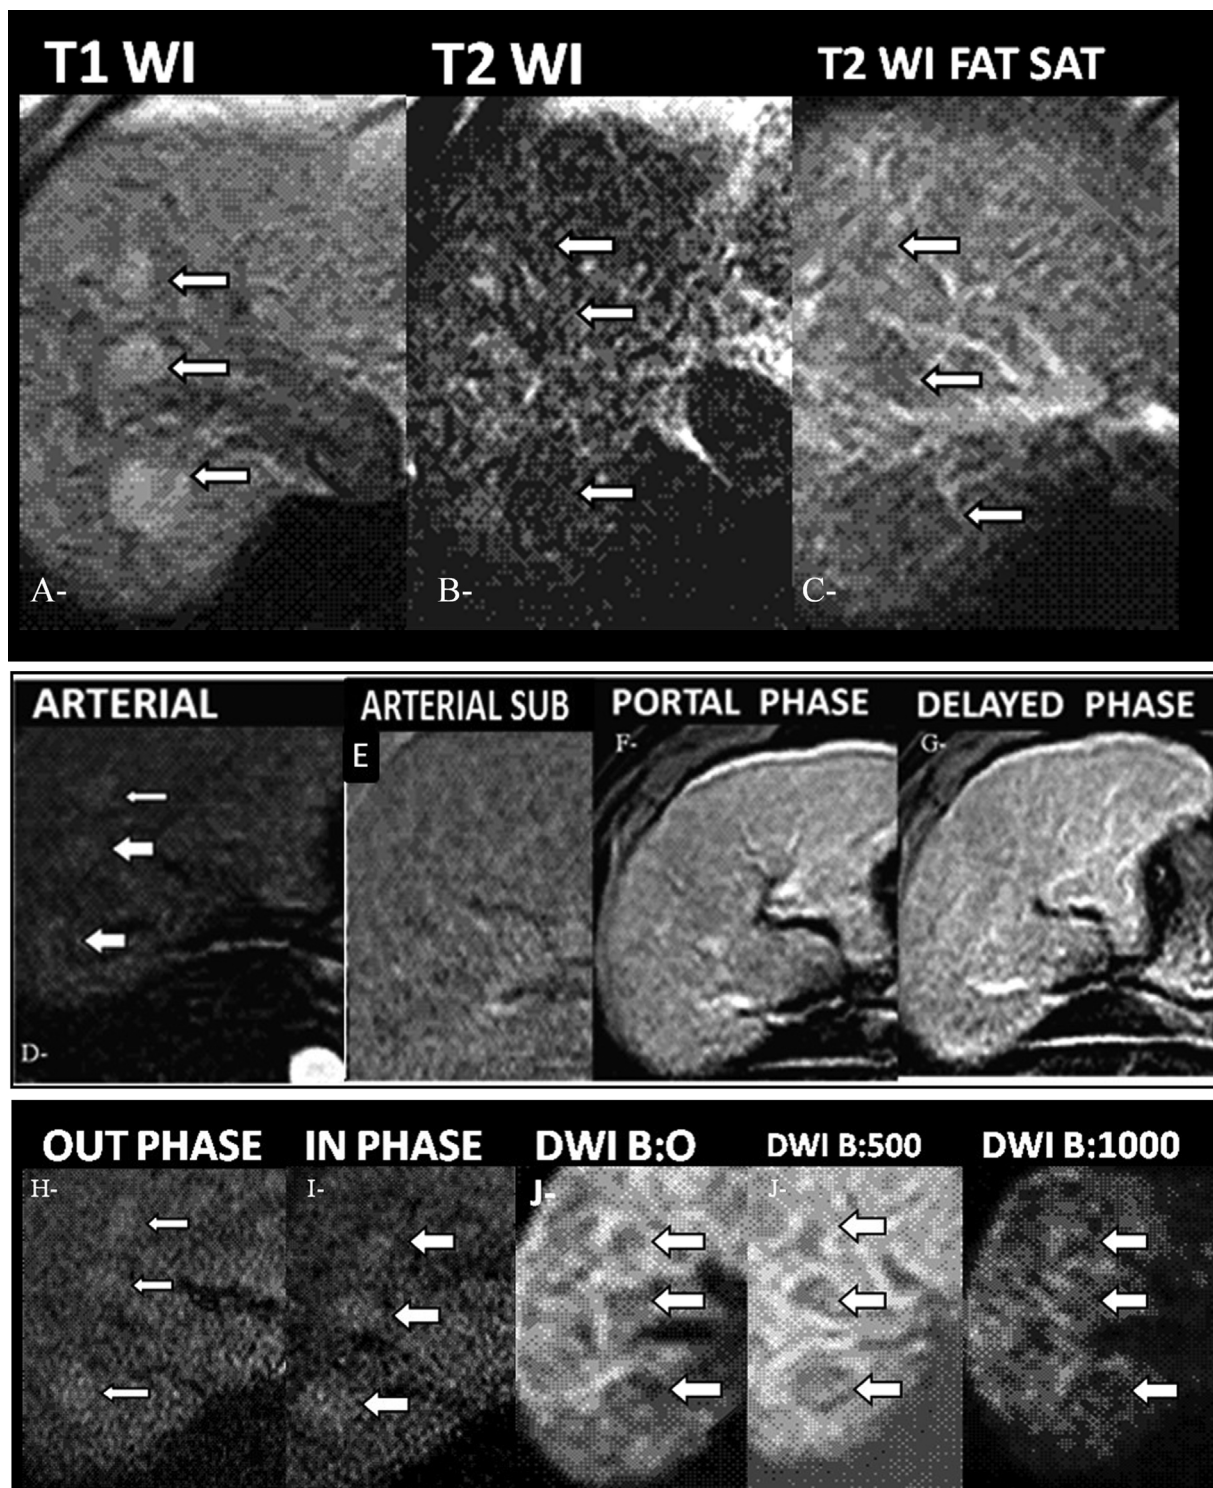 T1 WI
T2 WI
T2 WI FAT SAT
A-
B-
C-
ARTERIAL
ARTERIAL SUB
PORTAL PHASE
DELAYED PHASE
E
F-
G-
D-
OUT PHASE
IN PHASE
DWI B:O
DWI B:500
DWI B:1000
H-
I-
J-
J-